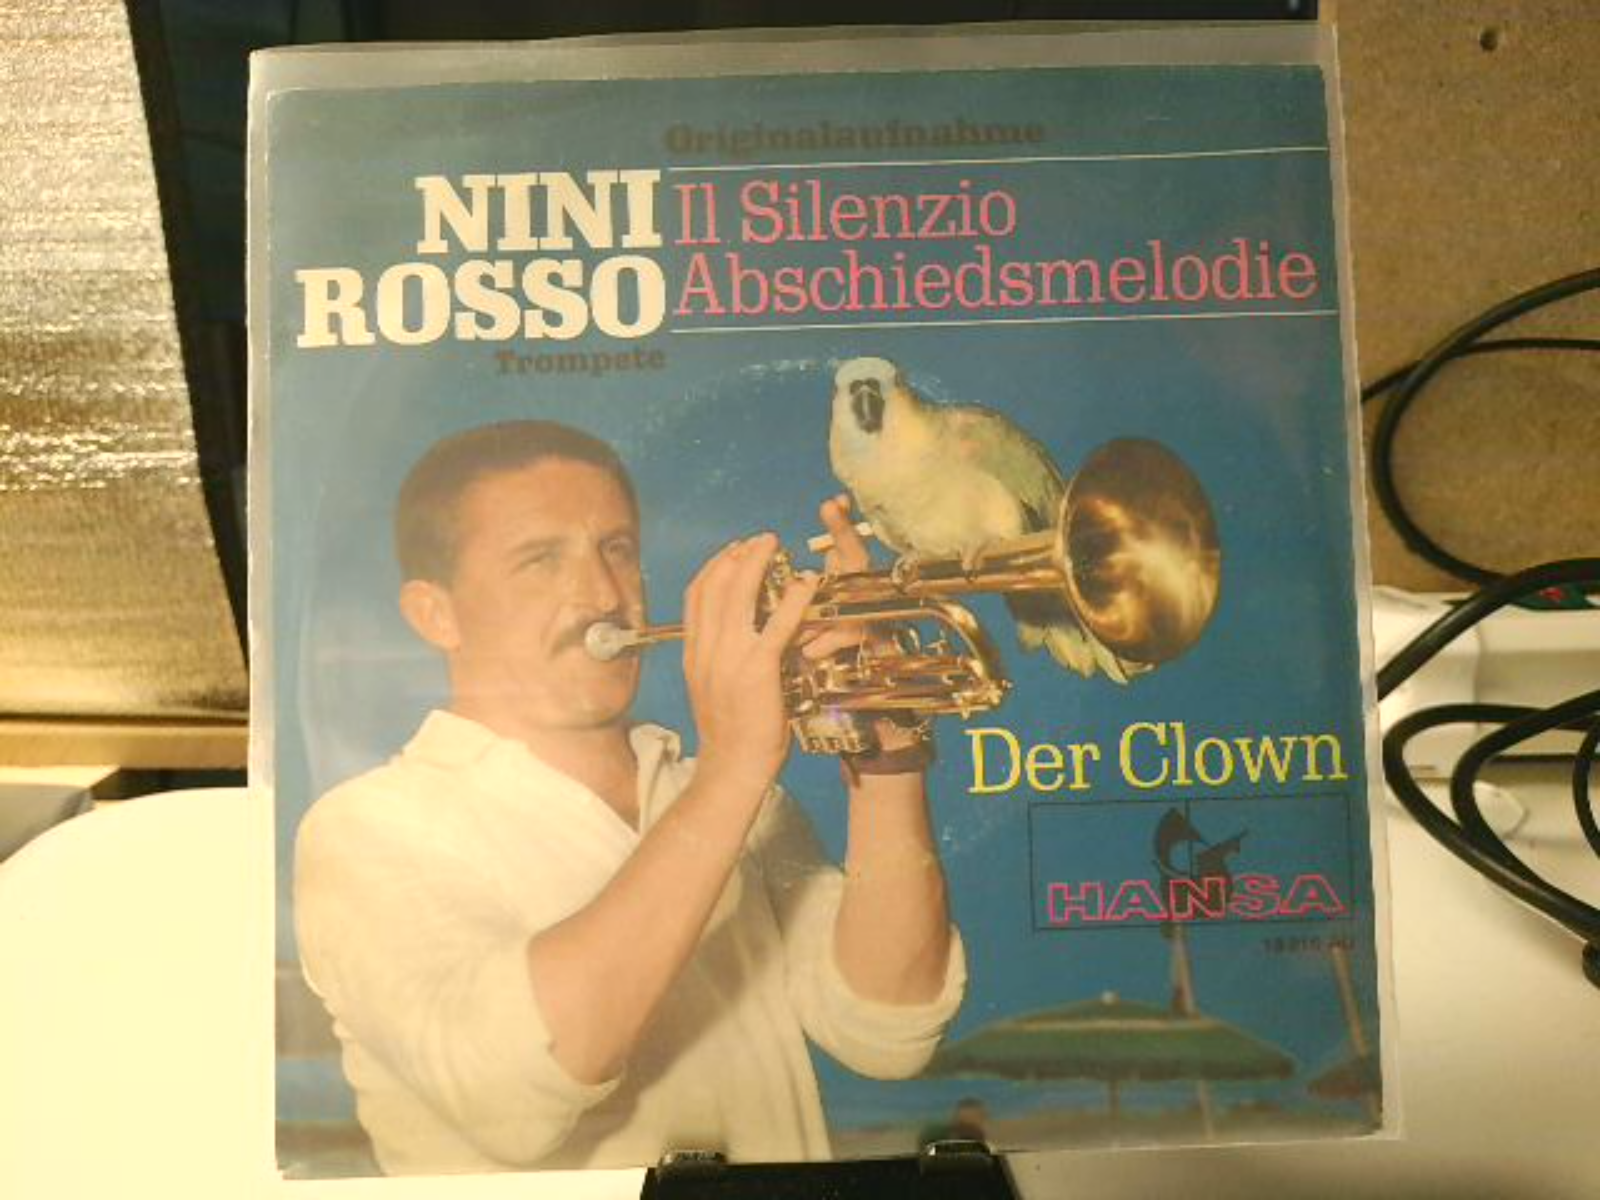 Originalaufnahme
NINI
ROSSO
Il Silenzio
Abschiedsmelodie
Trompete
Der Clown
HANSA